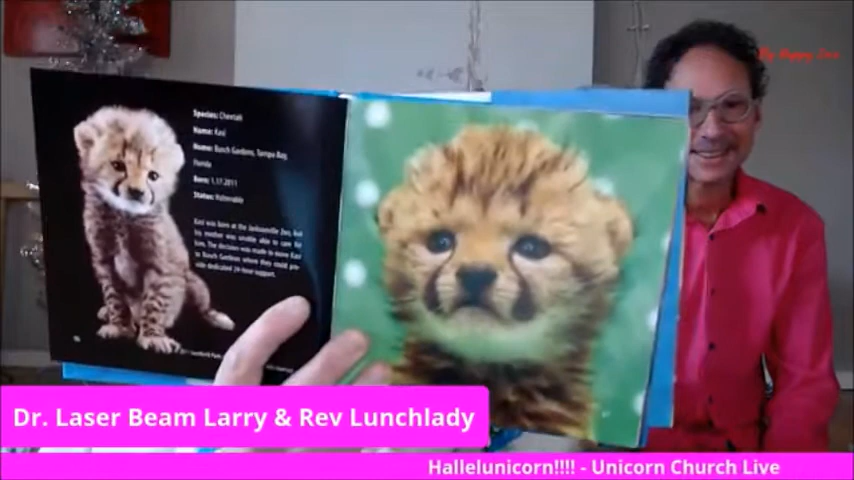 By Happy Zoo
Species: Cheetah
Name: Kasi
Home: Busch Gardens, Tampa Bay,
Florida
Born: 1.17.2011
Status: Vulnerable
Kasi was born at the Jacksonville Zoo, but
his mother was unable to care for
him. The decision was made to move Kasi
to Busch Gardens where they could pro-
vide dedicated 24-hour support.
Dr. Laser Beam Larry & Rev Lunchlady
Hallelunicorn!!!! - Unicorn Church Live